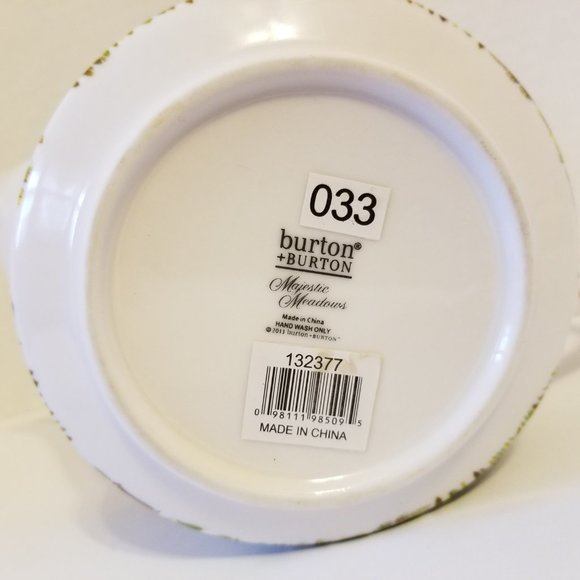 033
burton®
+BURTON
Majestic
Meadows
Made in China
HAND WASH ONLY
© 2013 burton+BURTON™
132377
0 98111 98509 5
MADE IN CHINA